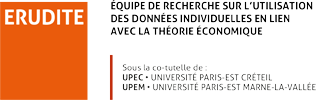 ERUDITE
ÉQUIPE DE RECHERCHE SUR L'UTILISATION
DES DONNÉES INDIVIDUELLES EN LIEN
AVEC LA THÉORIE ÉCONOMIQUE
Sous la co-tutelle de :
UPEC • UNIVERSITÉ PARIS-EST CRÉTEIL
UPEM • UNIVERSITÉ PARIS-EST MARNE-LA-VALLÉE